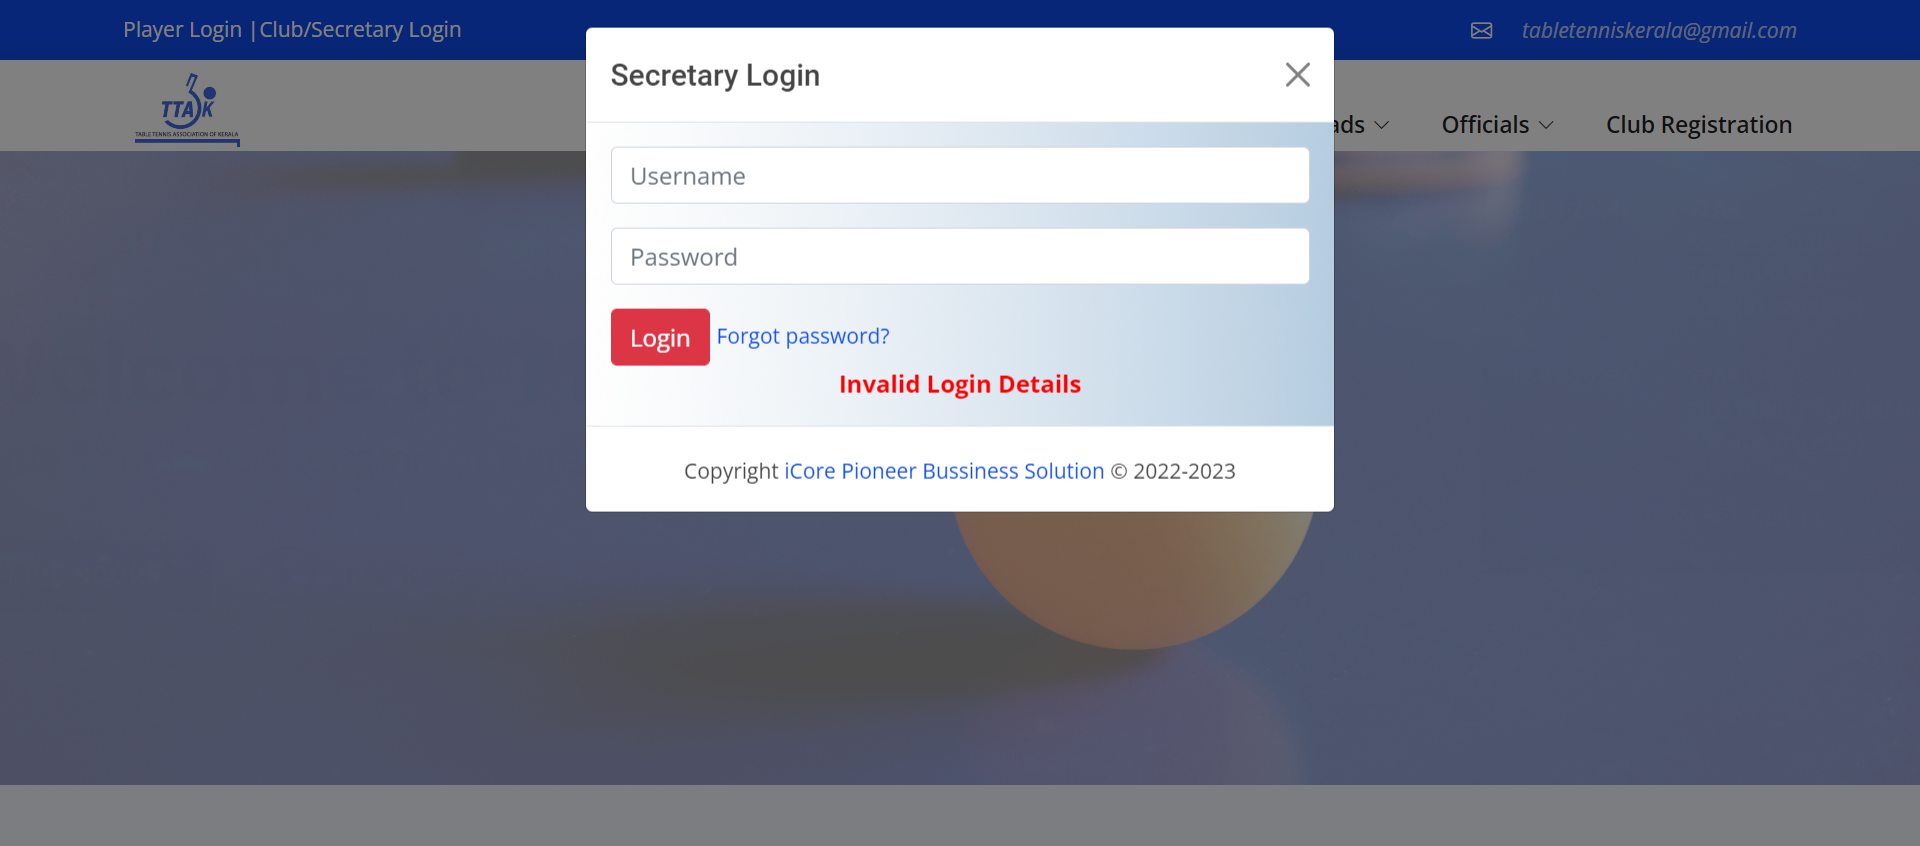 Player Login |Club/Secretary Login
tabletenniskerala@gmail.com
TTASK
TABLE TENNIS ASSOCIATION OF KERALA
ads
Officials
Club Registration
Secretary Login
Username
Password
Login Forgot password?
Invalid Login Details
Copyright iCore Pioneer Bussiness Solution © 2022-2023